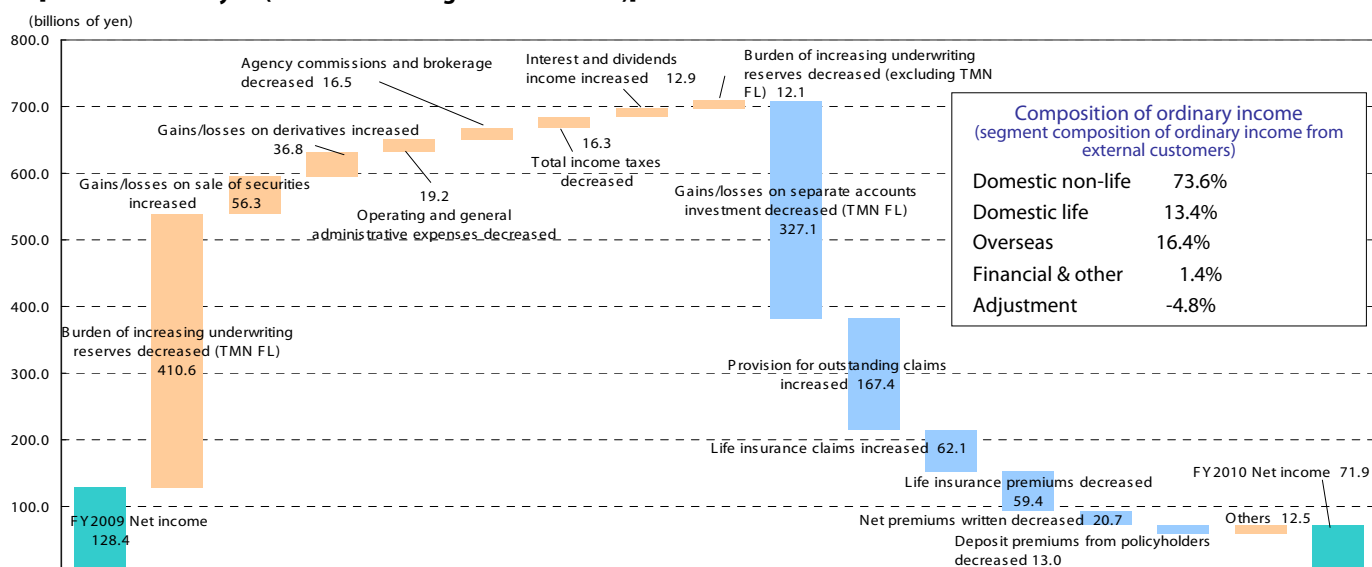 (billions of yen)
800.0
700.0
600.0
500.0
400.0
300.0
200.0
100.0
FY2009 Net income
128.4
Burden of increasing underwriting
reserves decreased (TMN FL)
410.6
Gains/losses on sale of securities
increased 56.3
Gains/losses on derivatives increased
36.8
19.2
Operating and general
administrative expenses decreased
Agency commissions and brokerage
decreased 16.5
16.3
Total income taxes
decreased
Interest and dividends
income increased 12.9
Burden of increasing underwriting
reserves decreased (excluding TMN
FL) 12.1
Gains/losses on separate accounts
investment decreased (TMN FL)
327.1
Provision for outstanding claims
increased 167.4
Life insurance claims increased 62.1
Life insurance premiums decreased
59.4
Net premiums written decreased 20.7
Deposit premiums from policyholders
decreased 13.0
Others 12.5
FY2010 Net income 71.9
Composition of ordinary income
(segment composition of ordinary income from
external customers)
Domestic non-life 73.6%
Domestic life 13.4%
Overseas 16.4%
Financial & other 1.4%
Adjustment -4.8%